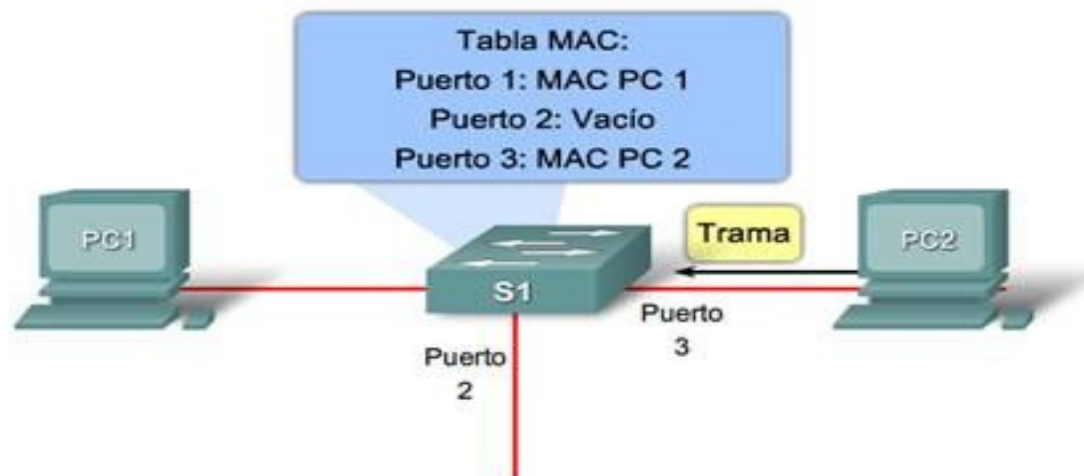 Tabla MAC:
Puerto 1: MAC PC 1
Puerto 2: Vacío
Puerto 3: MAC PC 2
PC1
Trama
PC2
S1
Puerto
2
Puerto
3